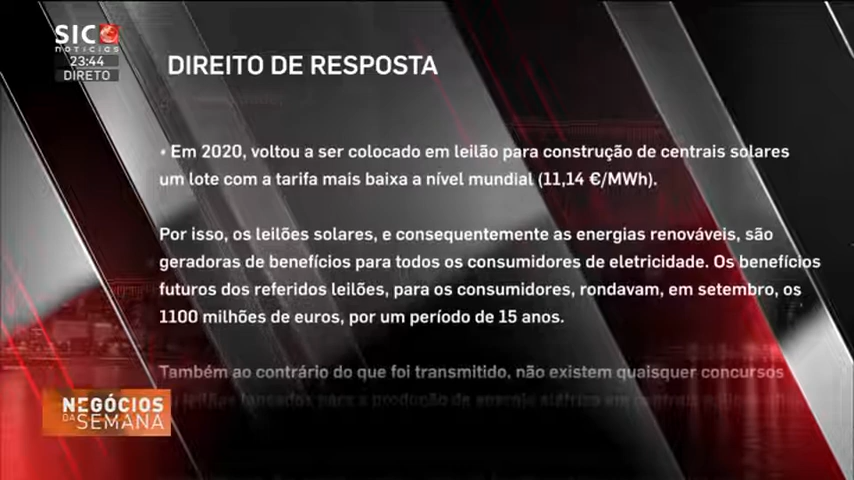 SIC
notícias
23:44
DIRETO
DIREITO DE RESPOSTA
• Em 2020, voltou a ser colocado em leilão para construção de centrais solares
um lote com a tarifa mais baixa a nível mundial (11,14 €/MWh).
Por isso, os leilões solares, e consequentemente as energias renováveis, são
geradoras de benefícios para todos os consumidores de eletricidade. Os benefícios
futuros dos referidos leilões, para os consumidores, rondavam, em setembro, os
1100 milhões de euros, por um período de 15 anos.
Também ao contrário do que foi transmitido, não existem quaisquer concursos
NEGÓCIOS
DA SEMANA